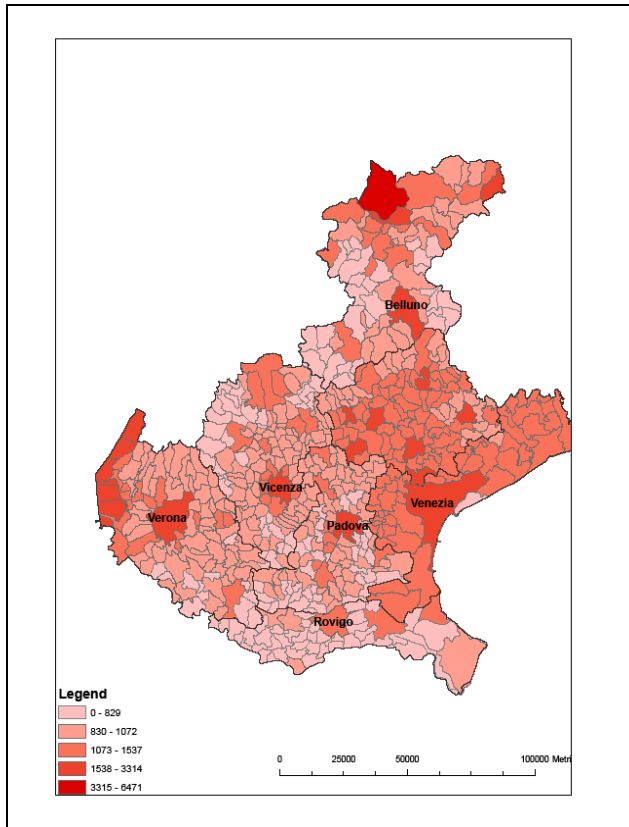 Belluno
Vicenza
Venezia
Verona
Padova
Rovigo
Legend
0 - 829
830 - 1072
1073 - 1537
1538 - 3314
3315 - 6471
0 25000 50000 100000 Metri